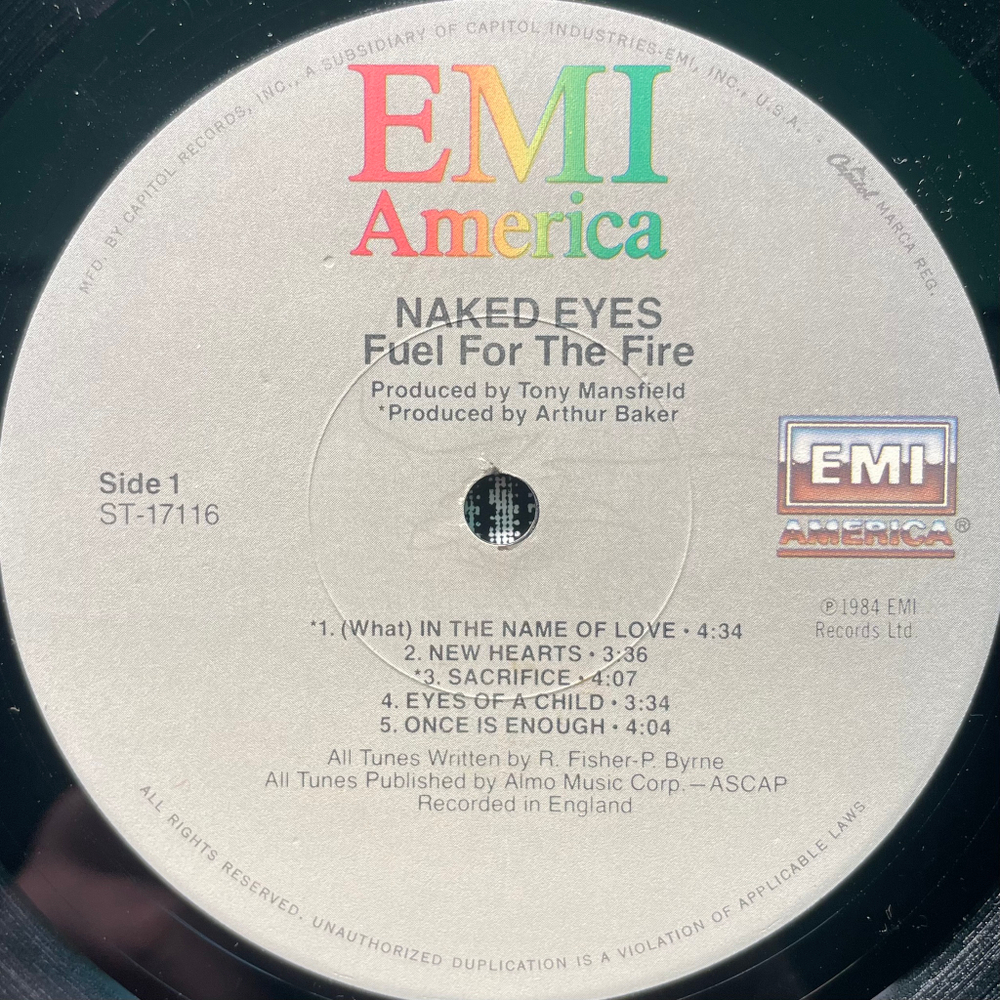 MFD. BY CAPITOL RECORDS, INC., A SUBSIDIARY OF CAPITOL INDUSTRIES-EMI, INC., U.S.A. • Capitol MARCA REG.
EMI
America
NAKED EYES
Fuel For The Fire
Produced by Tony Mansfield
*Produced by Arthur Baker
Side 1
ST-17116
EMI
AMERICA®
℗1984 EMI
Records Ltd.
*1. (What) IN THE NAME OF LOVE • 4:34
2. NEW HEARTS • 3:36
*3. SACRIFICE • 4:07
4. EYES OF A CHILD • 3:34
5. ONCE IS ENOUGH • 4:04
All Tunes Written by R. Fisher-P. Byrne
All Tunes Published by Almo Music Corp.—ASCAP
Recorded in England
ALL RIGHTS RESERVED. UNAUTHORIZED DUPLICATION IS A VIOLATION OF APPLICABLE LAWS.